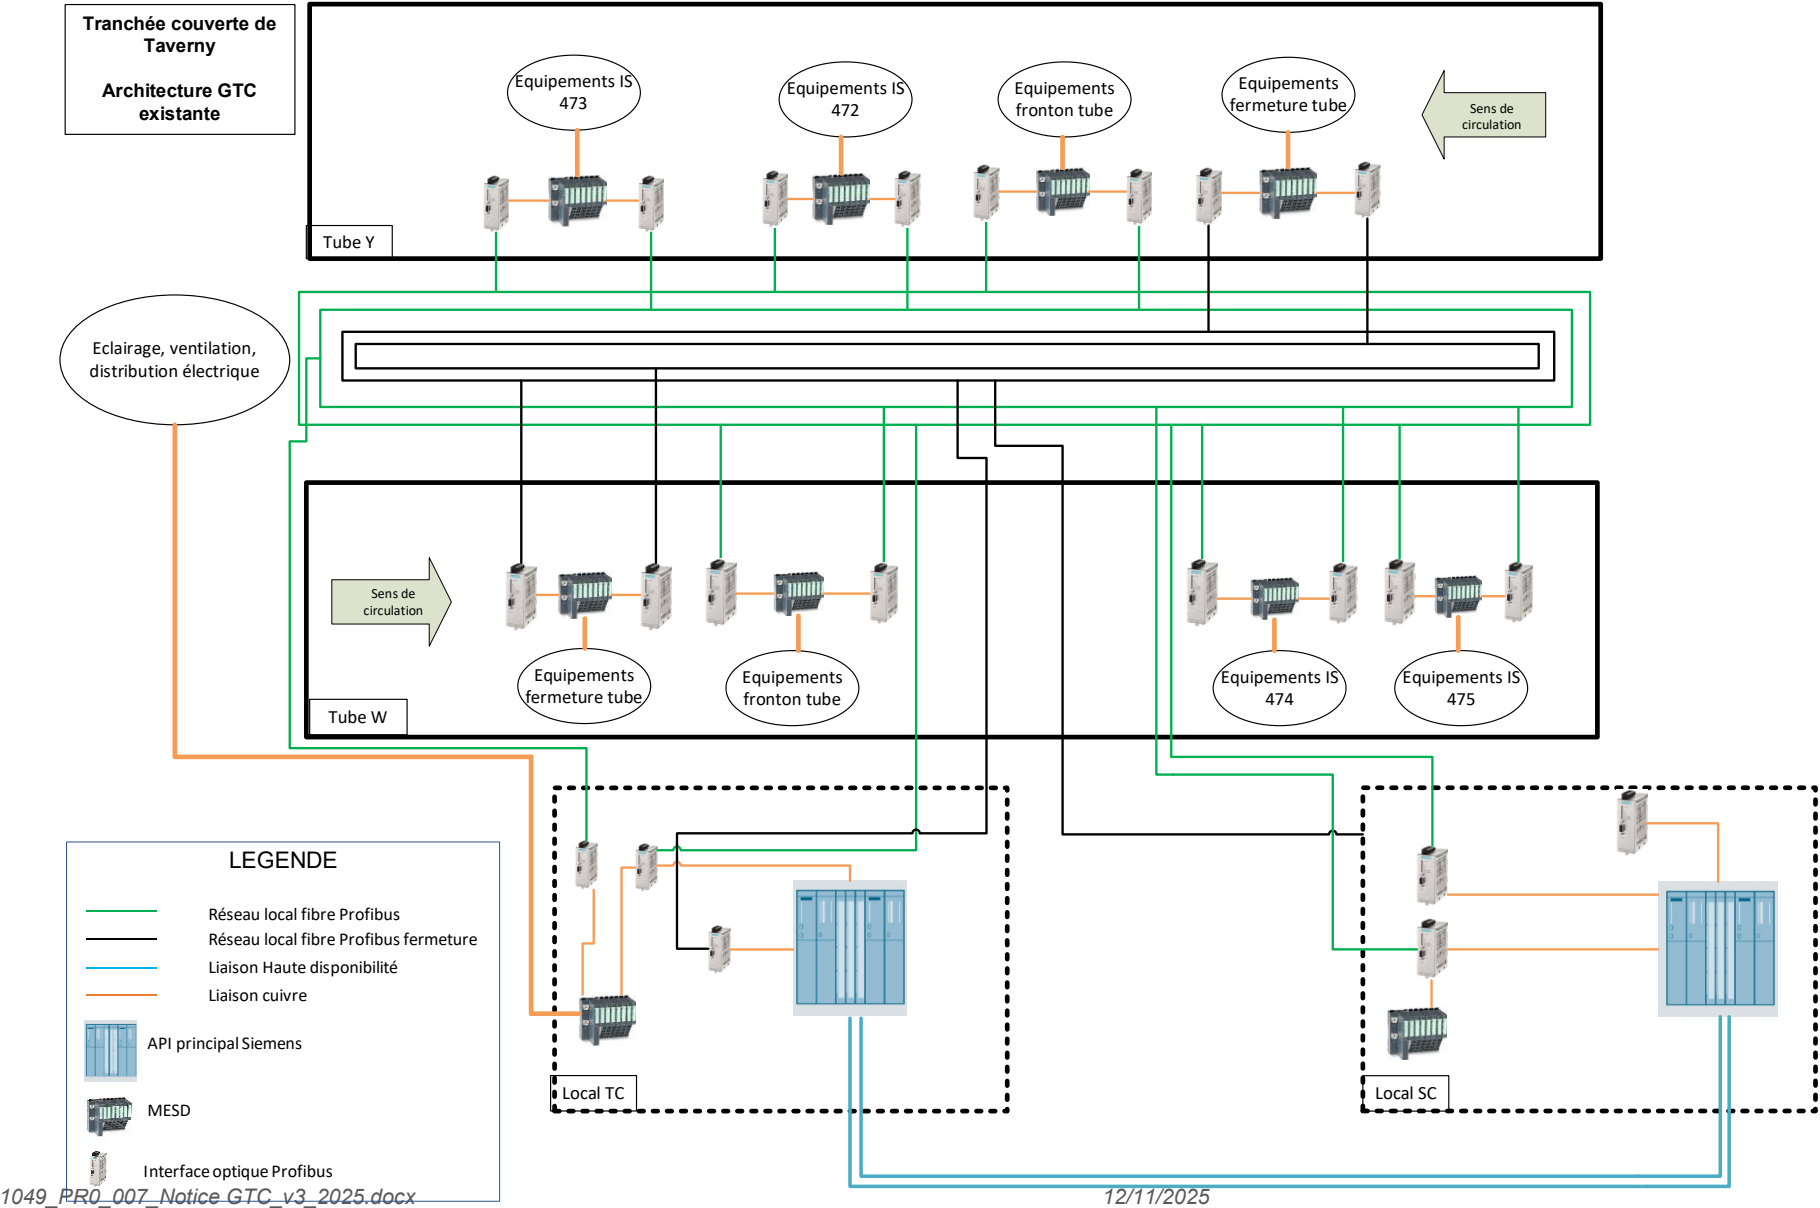 Tranchée couverte de
Taverny
Architecture GTC
existante
Equipements IS
473
Equipements IS
472
Equipements
fronton tube
Equipements
fermeture tube
Sens de
circulation
Tube Y
Eclairage, ventilation,
distribution électrique
Sens de
circulation
Equipements
fermeture tube
Equipements
fronton tube
Equipements IS
474
Equipements IS
475
Tube W
LEGENDE
Réseau local fibre Profibus
Réseau local fibre Profibus fermeture
Liaison Haute disponibilité
Liaison cuivre
API principal Siemens
MESD
Interface optique Profibus
Local TC
Local SC
1049_PR0_007_Notice GTC_v3_2025.docx
12/11/2025